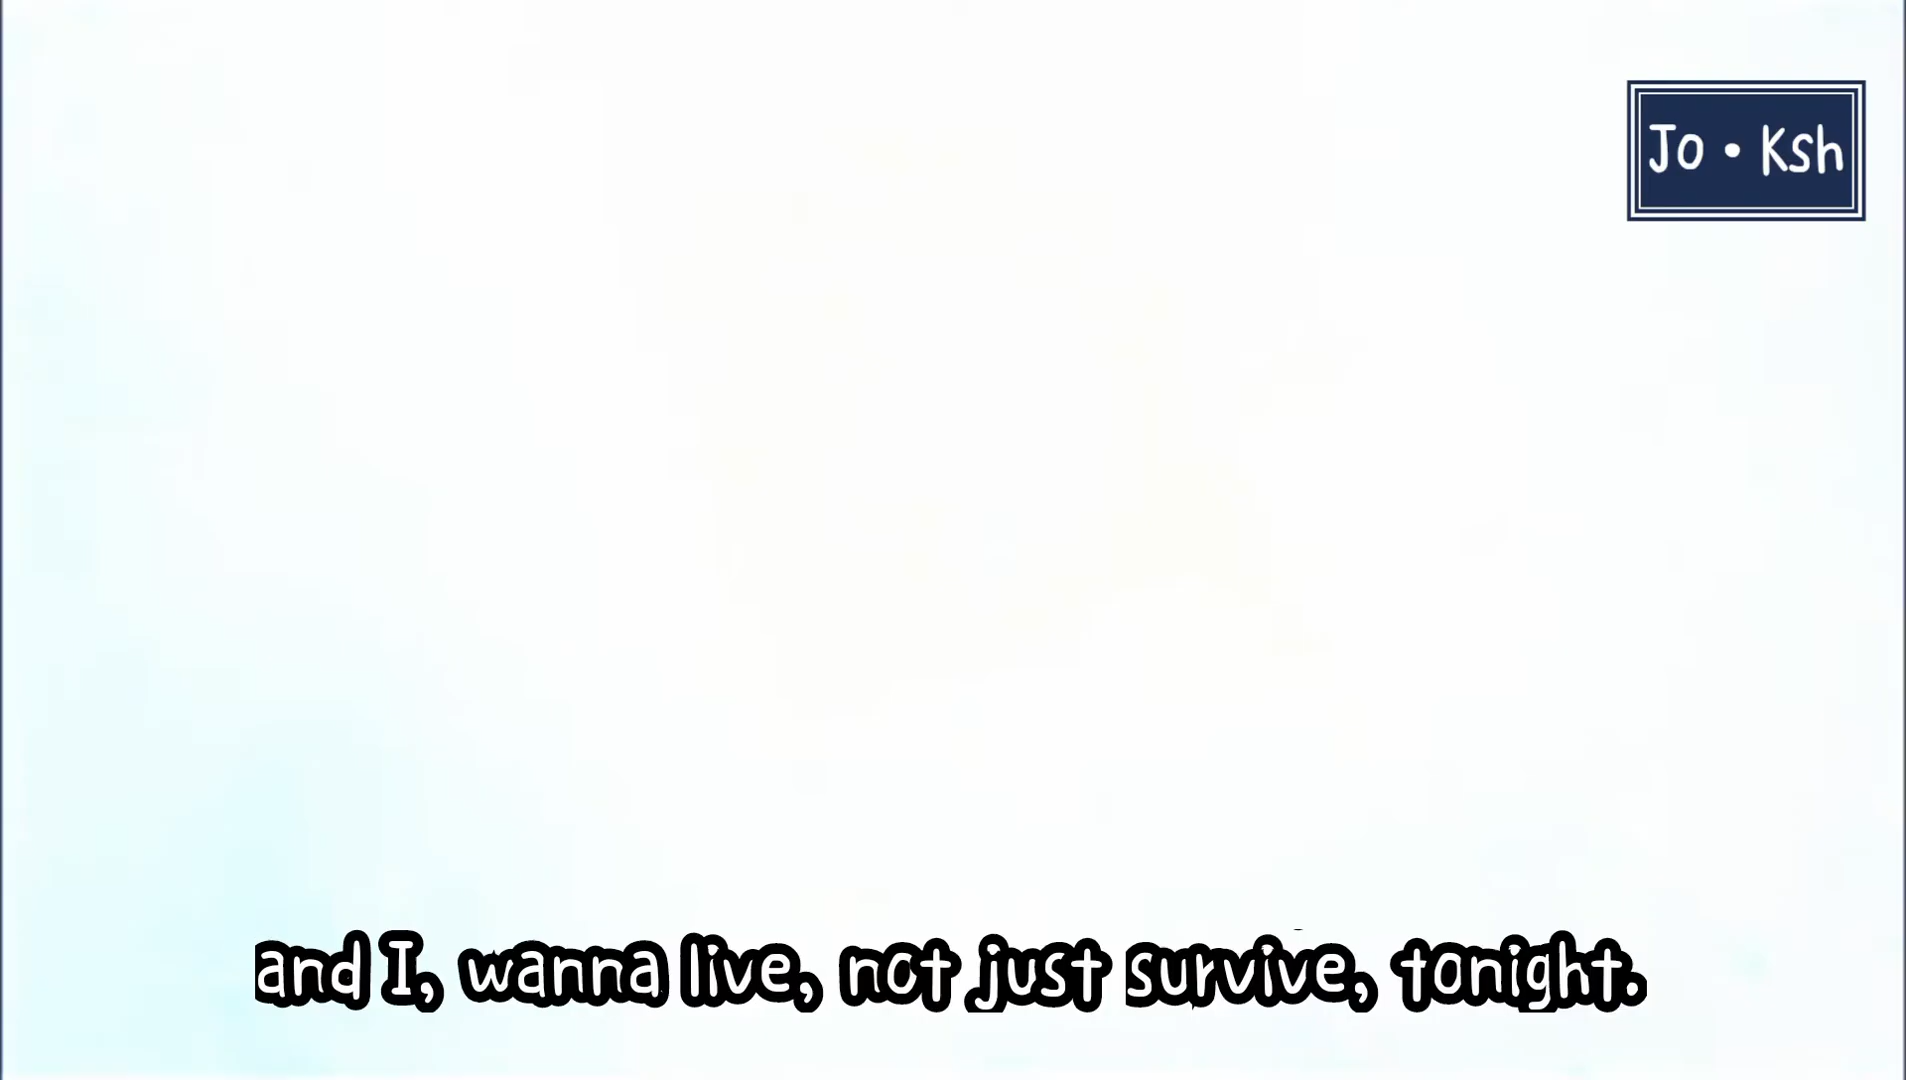 Jo • Ksh
and I, wanna live, not just survive, tonight.